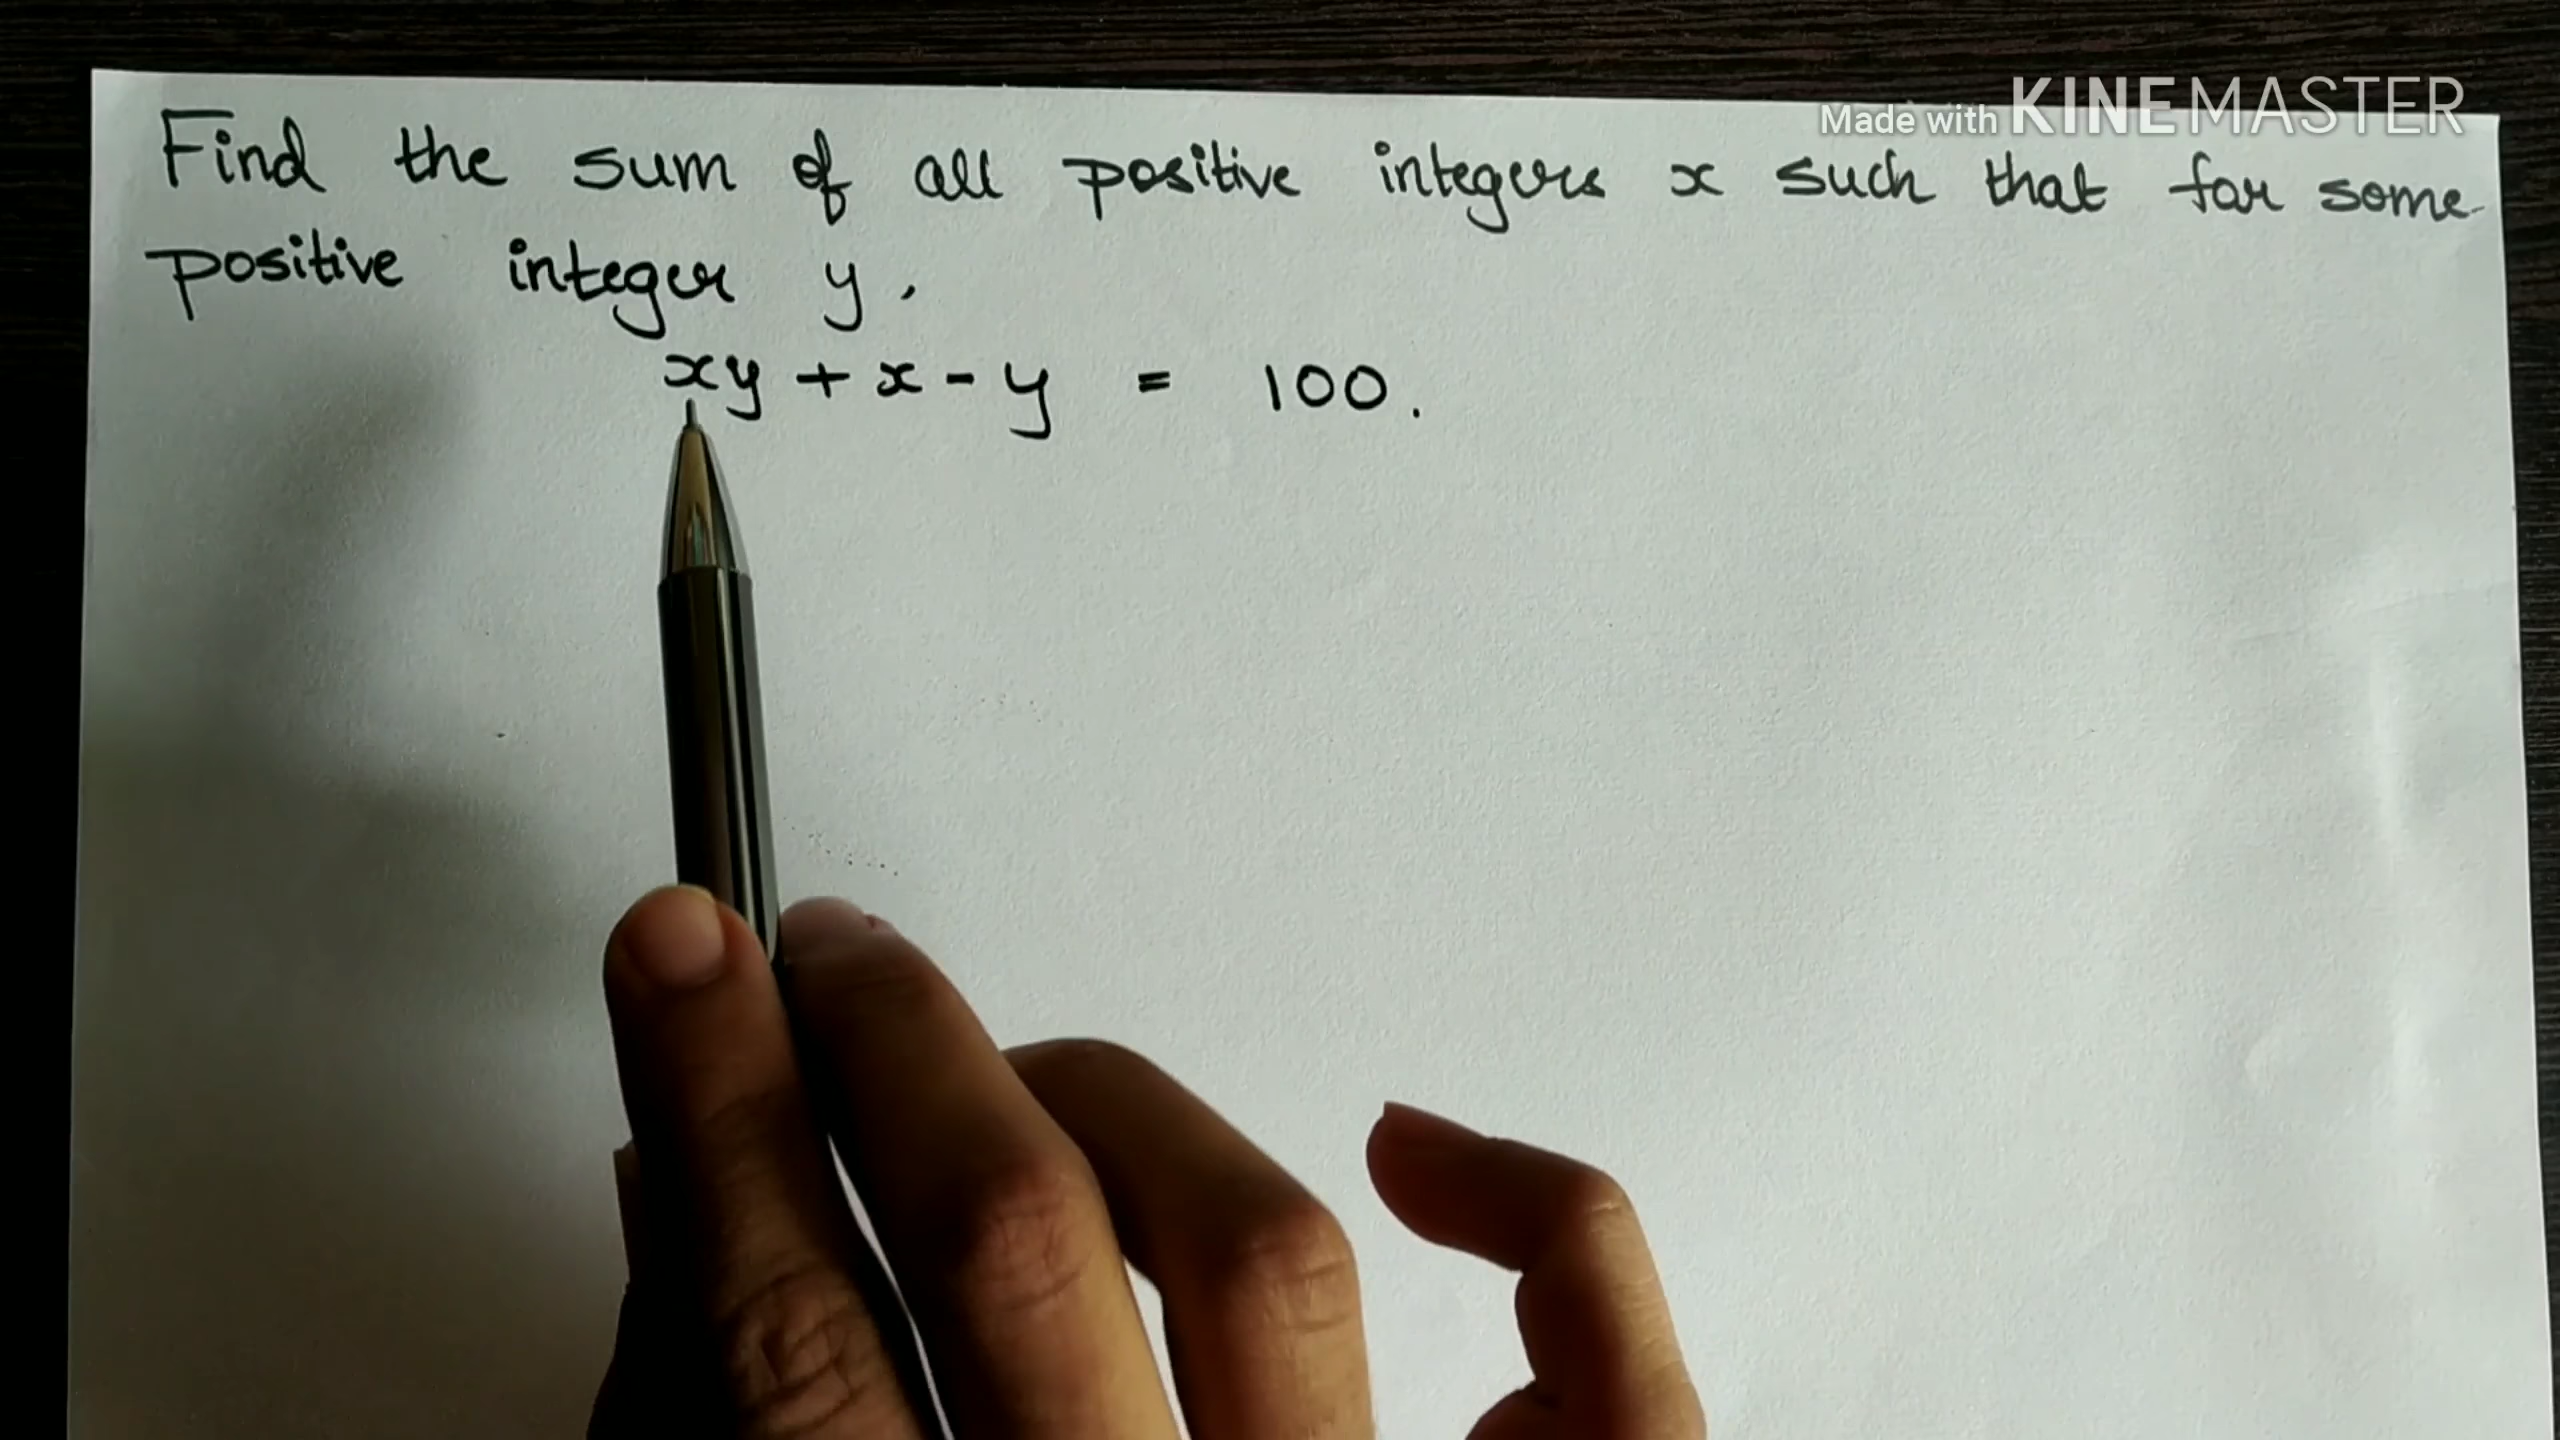 Made with KINEMASTER
Find the sum of all positive integers x such that for some
positive integer y,
xy + x - y = 100.